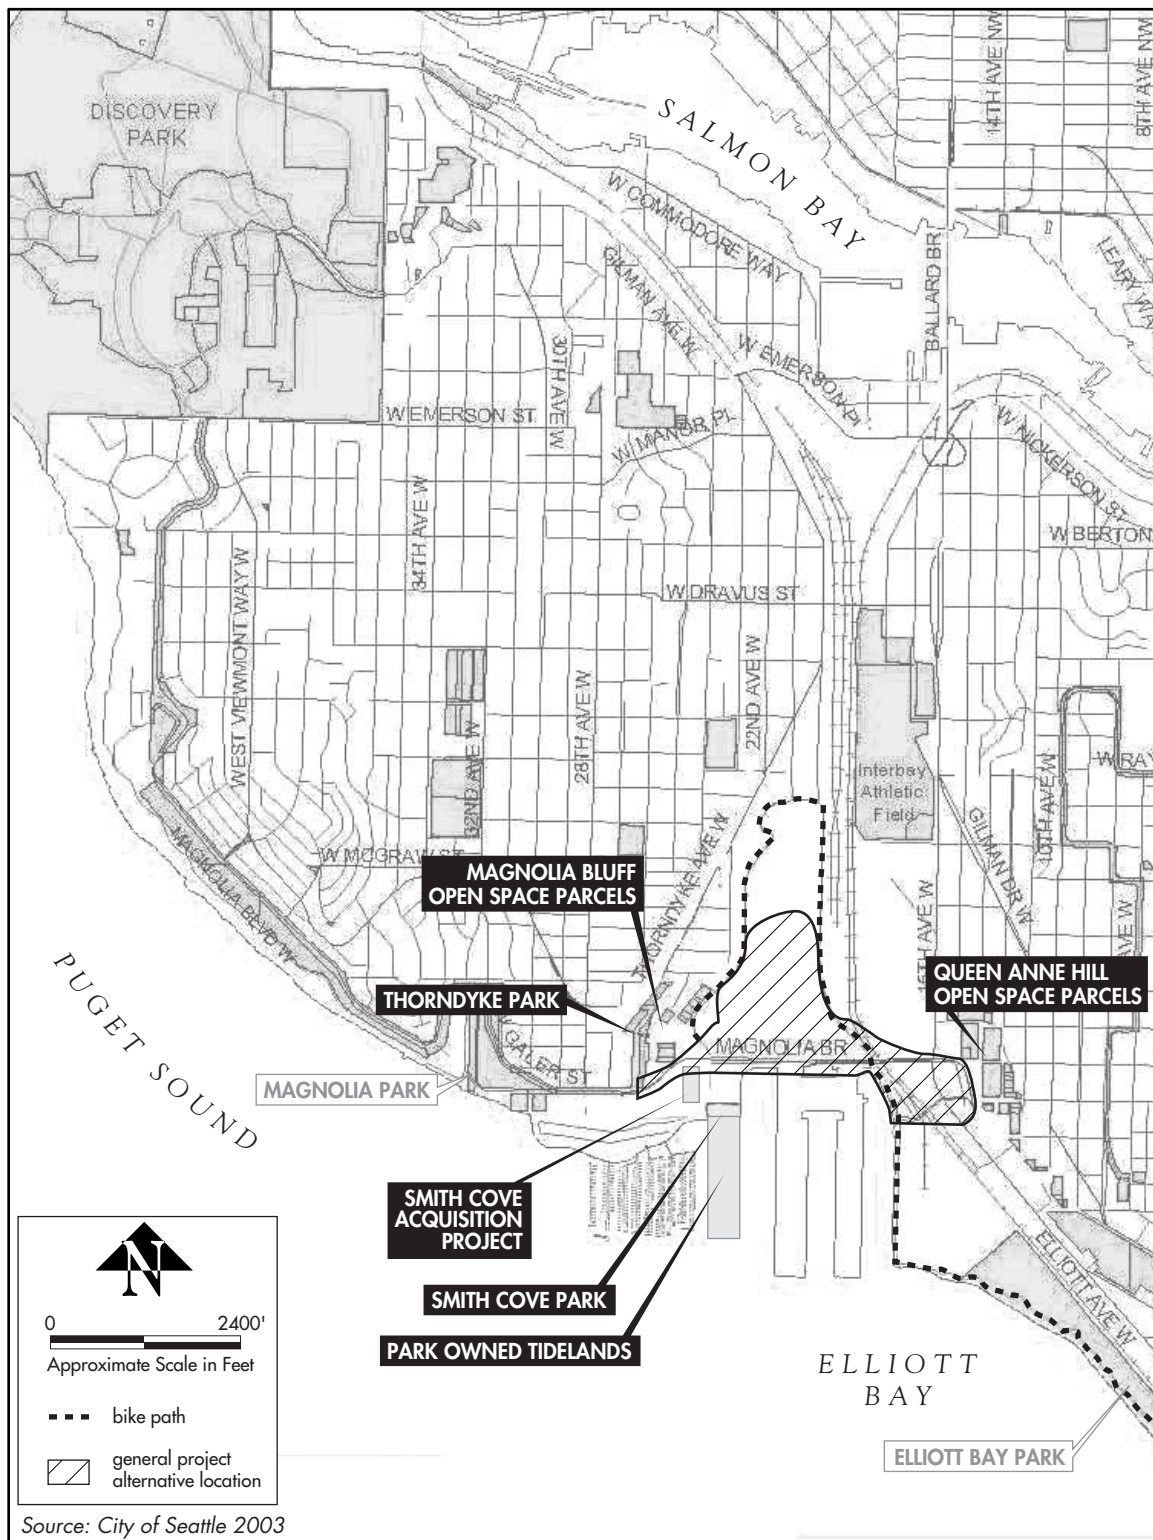 DISCOVERY
PARK
SALMON BAY
14TH AVE NW
8TH AVE NW
W COMMODORE WAY
GILMAN AVE W
BALLARD BR
LEARY WAY
W EMERSON PL
30TH AVE W
W EMERSON ST
W MANOR PL
W NICKERSON ST
34TH AVE W
W BERTON
W DRAVUS ST
WEST VIEWMONT WAY W
28TH AVE W
22ND AVE W
32ND AVE W
Interbay
Athletic
Field
W RAY
10TH AVE W
GILMAN DR W
MAGNOLIA BLVD W
W MCGRAW ST
THORNDYKE AVE W
MAGNOLIA BLUFF
OPEN SPACE PARCELS
15TH AVE W
AVE W
QUEEN ANNE HILL
OPEN SPACE PARCELS
PUGET SOUND
THORNDYKE PARK
GALER ST
MAGNOLIA BR
MAGNOLIA PARK
SMITH COVE
ACQUISITION
PROJECT
SMITH COVE PARK
PARK OWNED TIDELANDS
ELLIOTT AVE W
ELLIOTT
BAY
ELLIOTT BAY PARK
N
0 2400'
Approximate Scale in Feet
bike path
general project
alternative location
Source: City of Seattle 2003